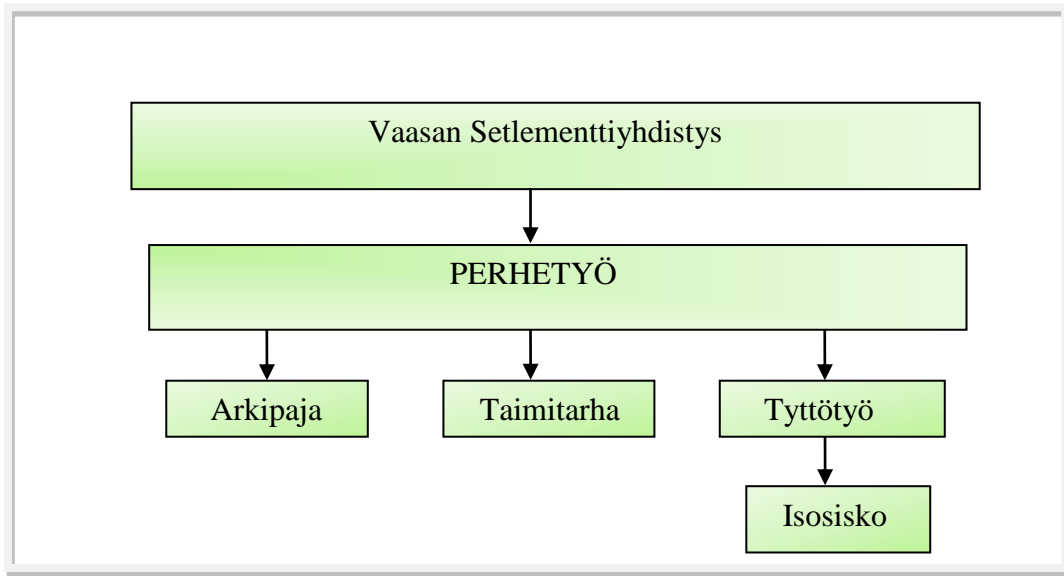 Vaasan Setlementtiyhdistys
PERHETYÖ
Arkipaja
Taimitarha
Tyttötyö
Isosisko